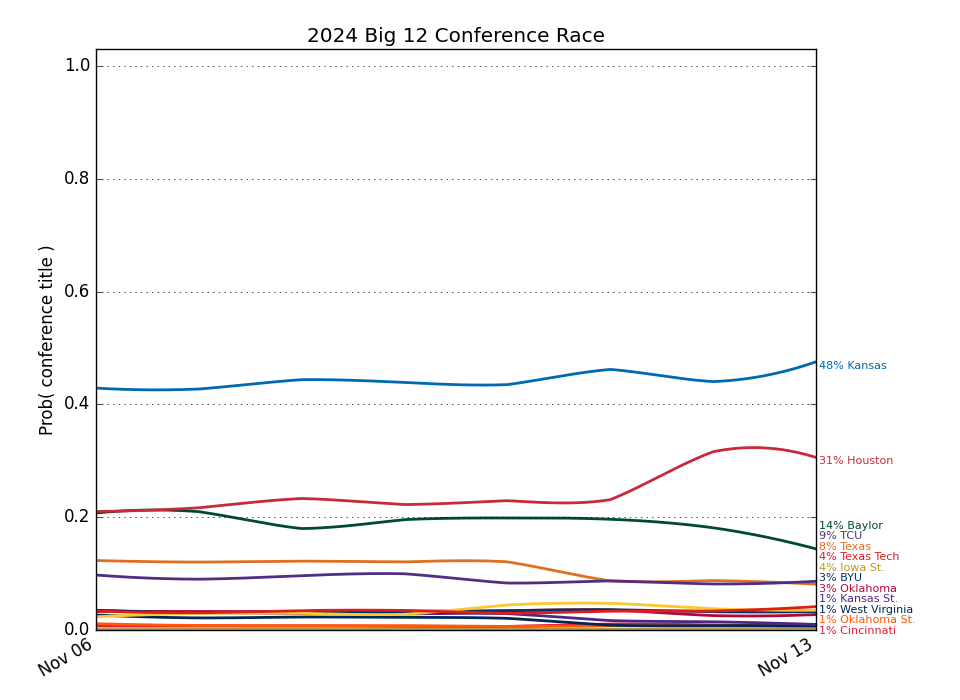 2024 Big 12 Conference Race
Prob( conference title )
1.0
0.8
0.6
0.4
0.2
0.0
Nov 06
Nov 13
48% Kansas
31% Houston
14% Baylor
9% TCU
8% Texas
4% Texas Tech
4% Iowa St.
3% BYU
3% Oklahoma
1% Kansas St.
1% West Virginia
1% Oklahoma St.
1% Cincinnati